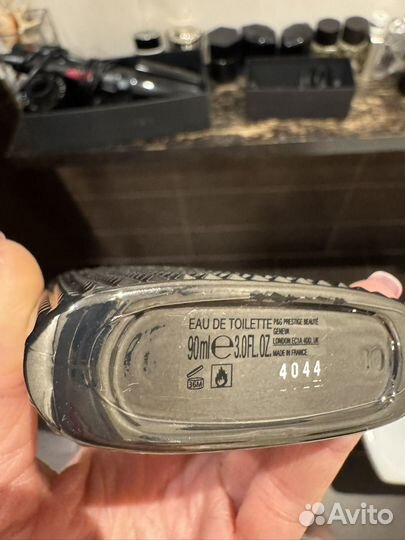 EAU DE TOILETTE
90ml e 3.0FL.OZ.
P&G PRESTIGE BEAUTÉ
GENEVA
LONDON EC1A 4DD, UK
MADE IN FRANCE
36M
4044
Avito